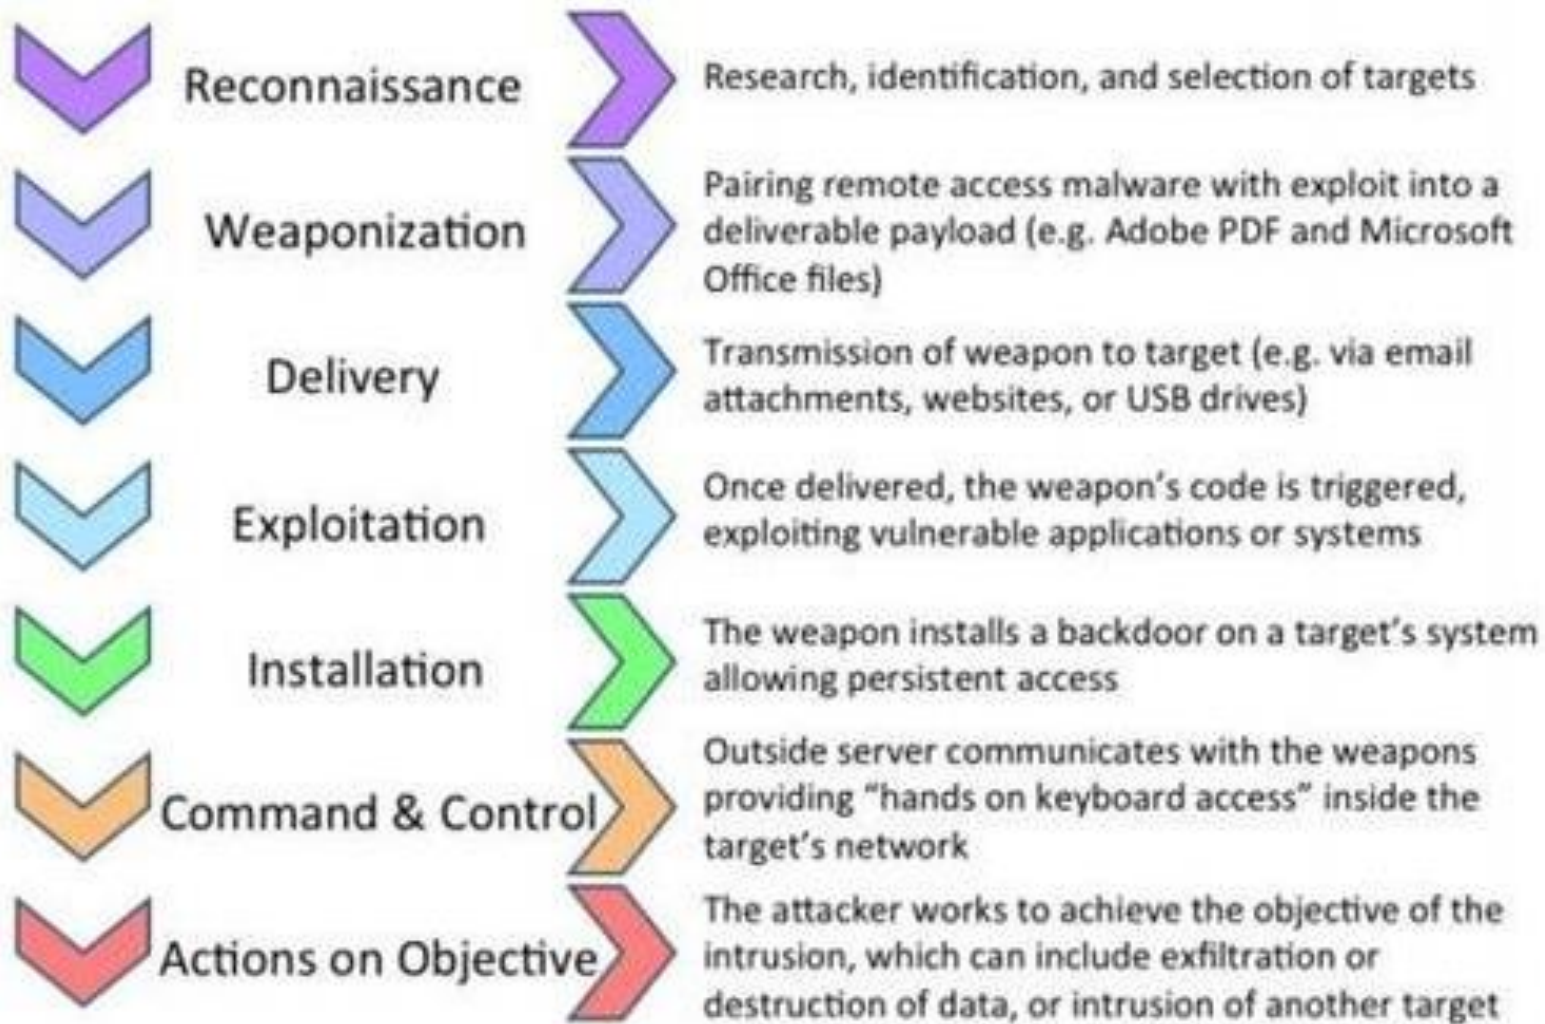 Reconnaissance
Research, identification, and selection of targets
Weaponization
Pairing remote access malware with exploit into a
deliverable payload (e.g. Adobe PDF and Microsoft
Office files)
Delivery
Transmission of weapon to target (e.g. via email
attachments, websites, or USB drives)
Exploitation
Once delivered, the weapon's code is triggered,
exploiting vulnerable applications or systems
Installation
The weapon installs a backdoor on a target's system
allowing persistent access
Command & Control
Outside server communicates with the weapons
providing “hands on keyboard access” inside the
target's network
Actions on Objective
The attacker works to achieve the objective of the
intrusion, which can include exfiltration or
destruction of data, or intrusion of another target